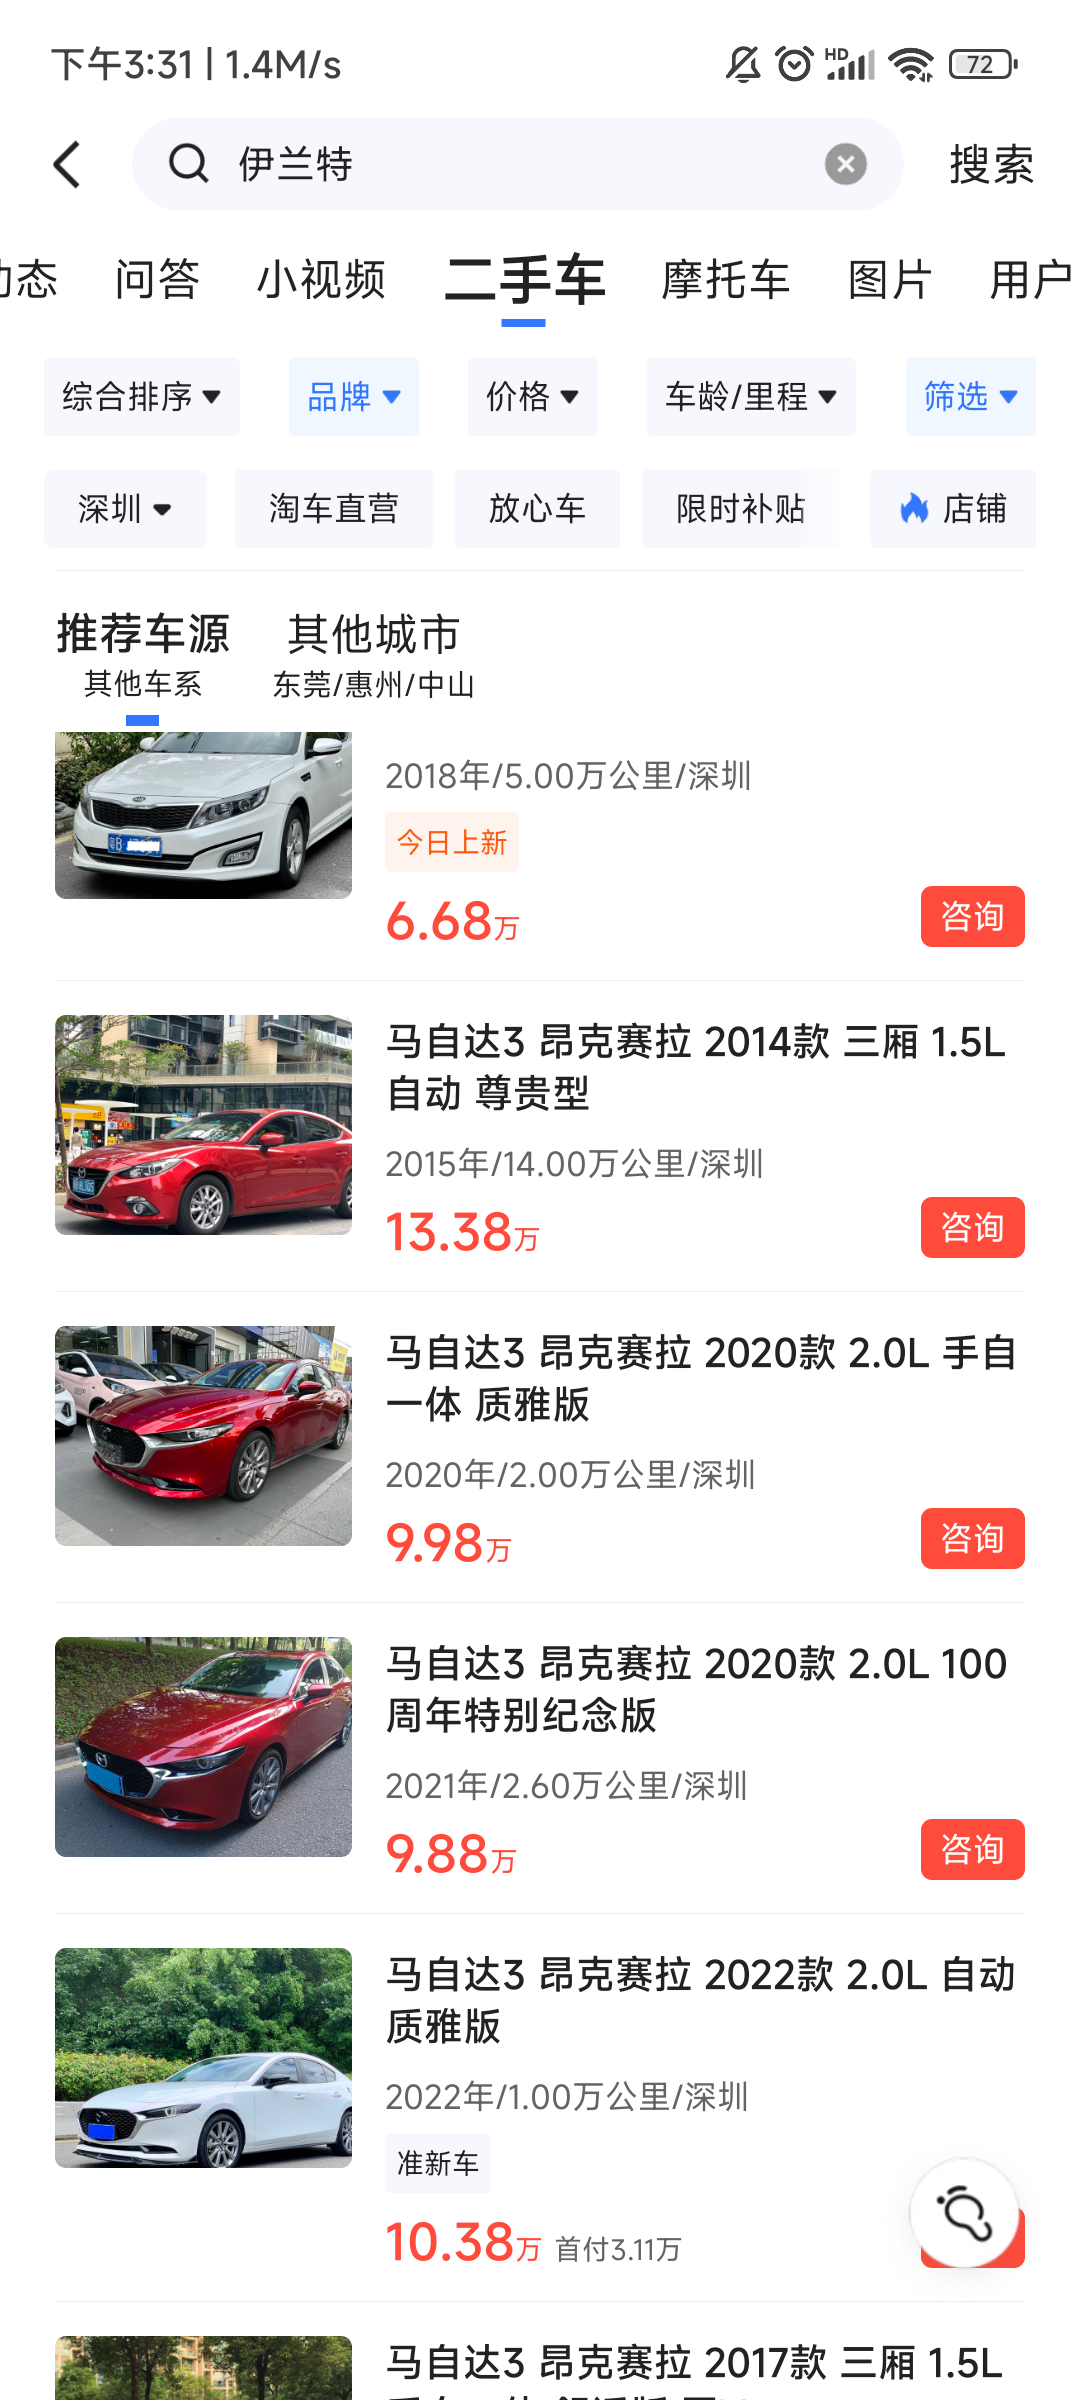 下午3:31 | 1.4M/s
HD
72
伊兰特
搜索
态 问答 小视频 二手车 摩托车 图片 用户
综合排序 品牌 价格 车龄/里程 筛选
深圳 淘车直营 放心车 限时补贴 店铺
推荐车源 其他城市
其他车系 东莞/惠州/中山
2018年/5.00万公里/深圳
今日上新
6.68万
咨询
马自达3 昂克赛拉 2014款 三厢 1.5L
自动 尊贵型
2015年/14.00万公里/深圳
13.38万
咨询
马自达3 昂克赛拉 2020款 2.0L 手自
一体 质雅版
2020年/2.00万公里/深圳
9.98万
咨询
马自达3 昂克赛拉 2020款 2.0L 100
周年特别纪念版
2021年/2.60万公里/深圳
9.88万
咨询
马自达3 昂克赛拉 2022款 2.0L 自动
质雅版
2022年/1.00万公里/深圳
准新车
10.38万 首付3.11万
马自达3 昂克赛拉 2017款 三厢 1.5L